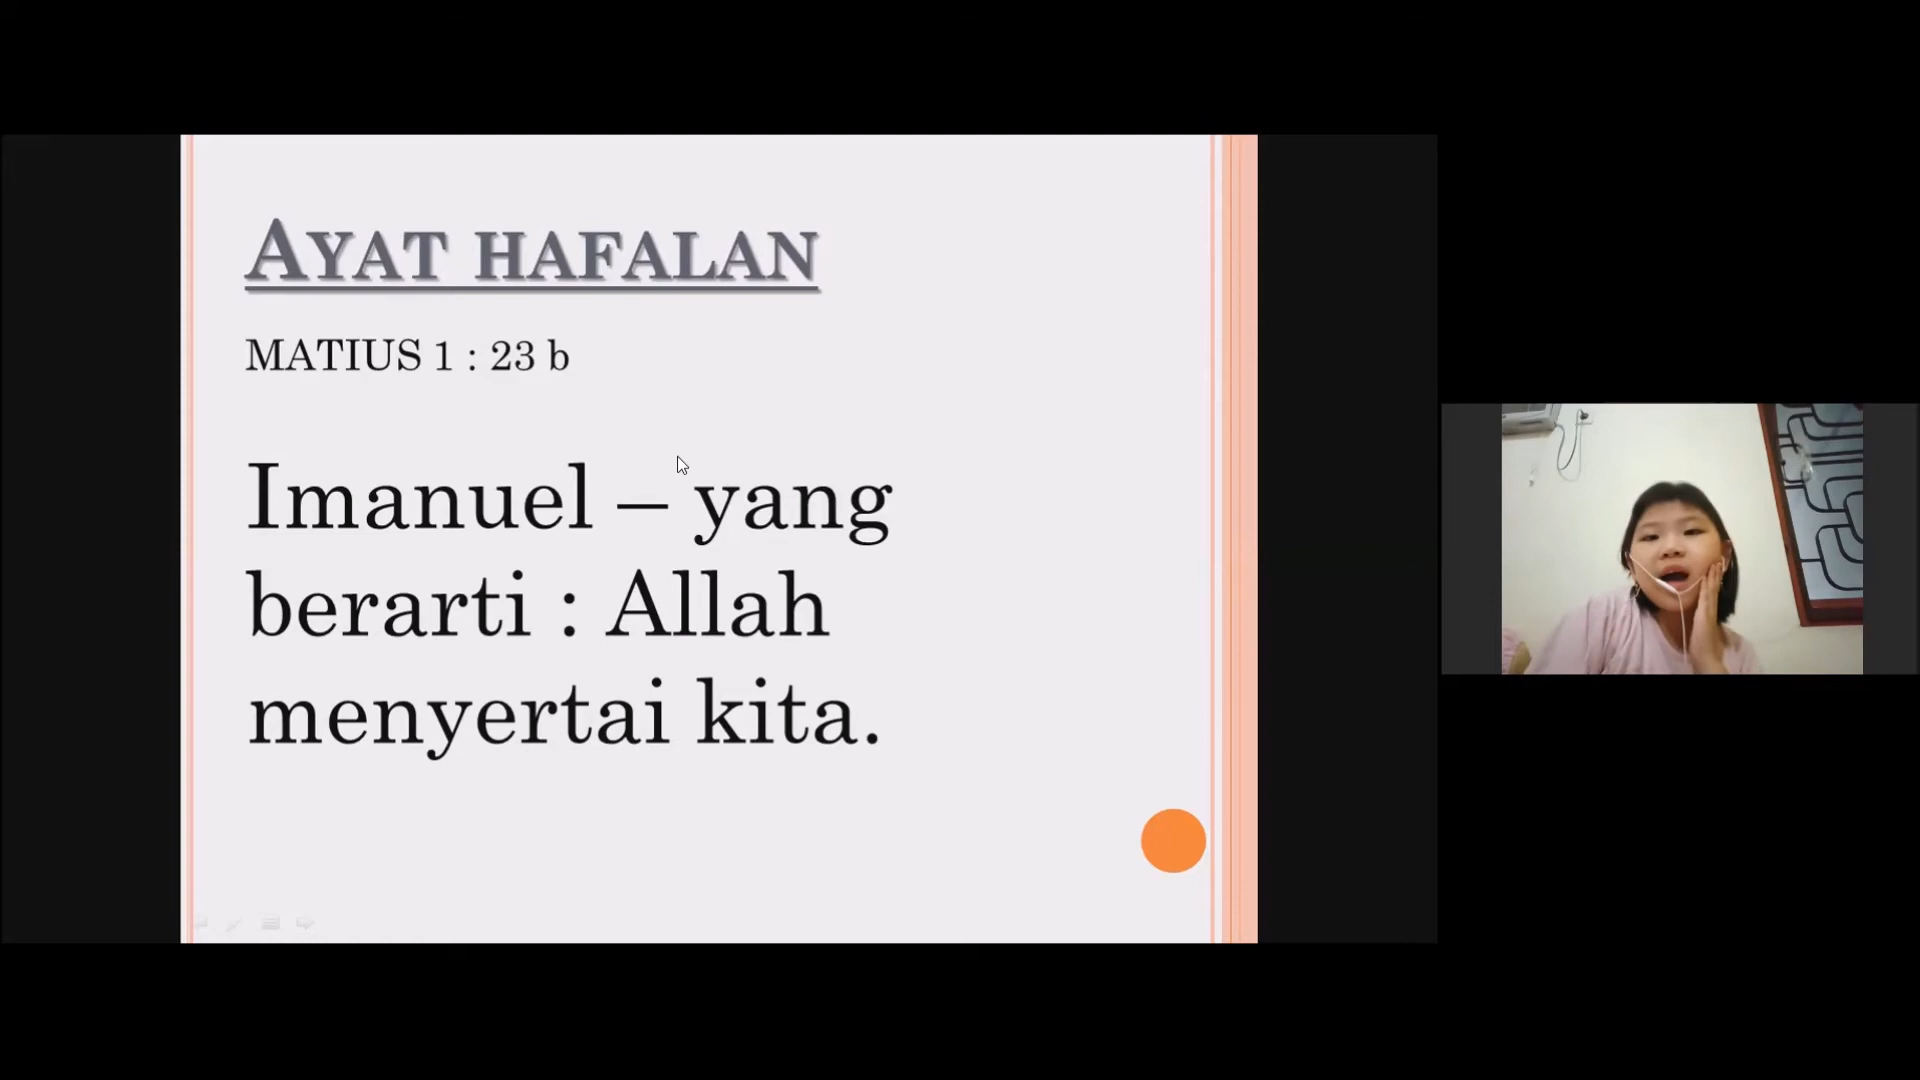 Ayat hafalan
MATIUS 1 : 23 b
Imanuel – yang
berarti : Allah
menyertai kita.